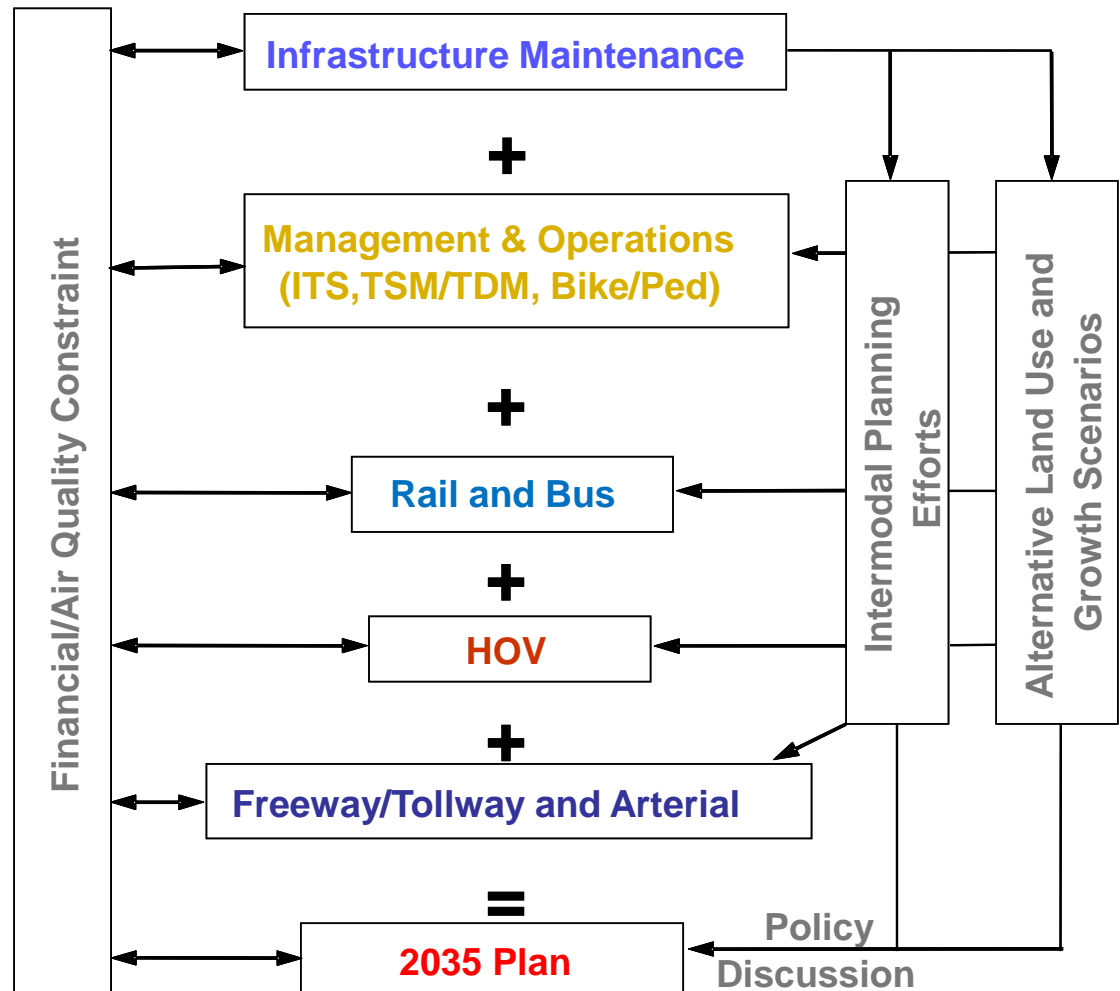 Financial/Air Quality Constraint
Infrastructure Maintenance
+
Management & Operations
(ITS,TSM/TDM, Bike/Ped)
+
Rail and Bus
+
HOV
+
Freeway/Tollway and Arterial
=
2035 Plan
Intermodal Planning
Efforts
Alternative Land Use and
Growth Scenarios
Policy
Discussion